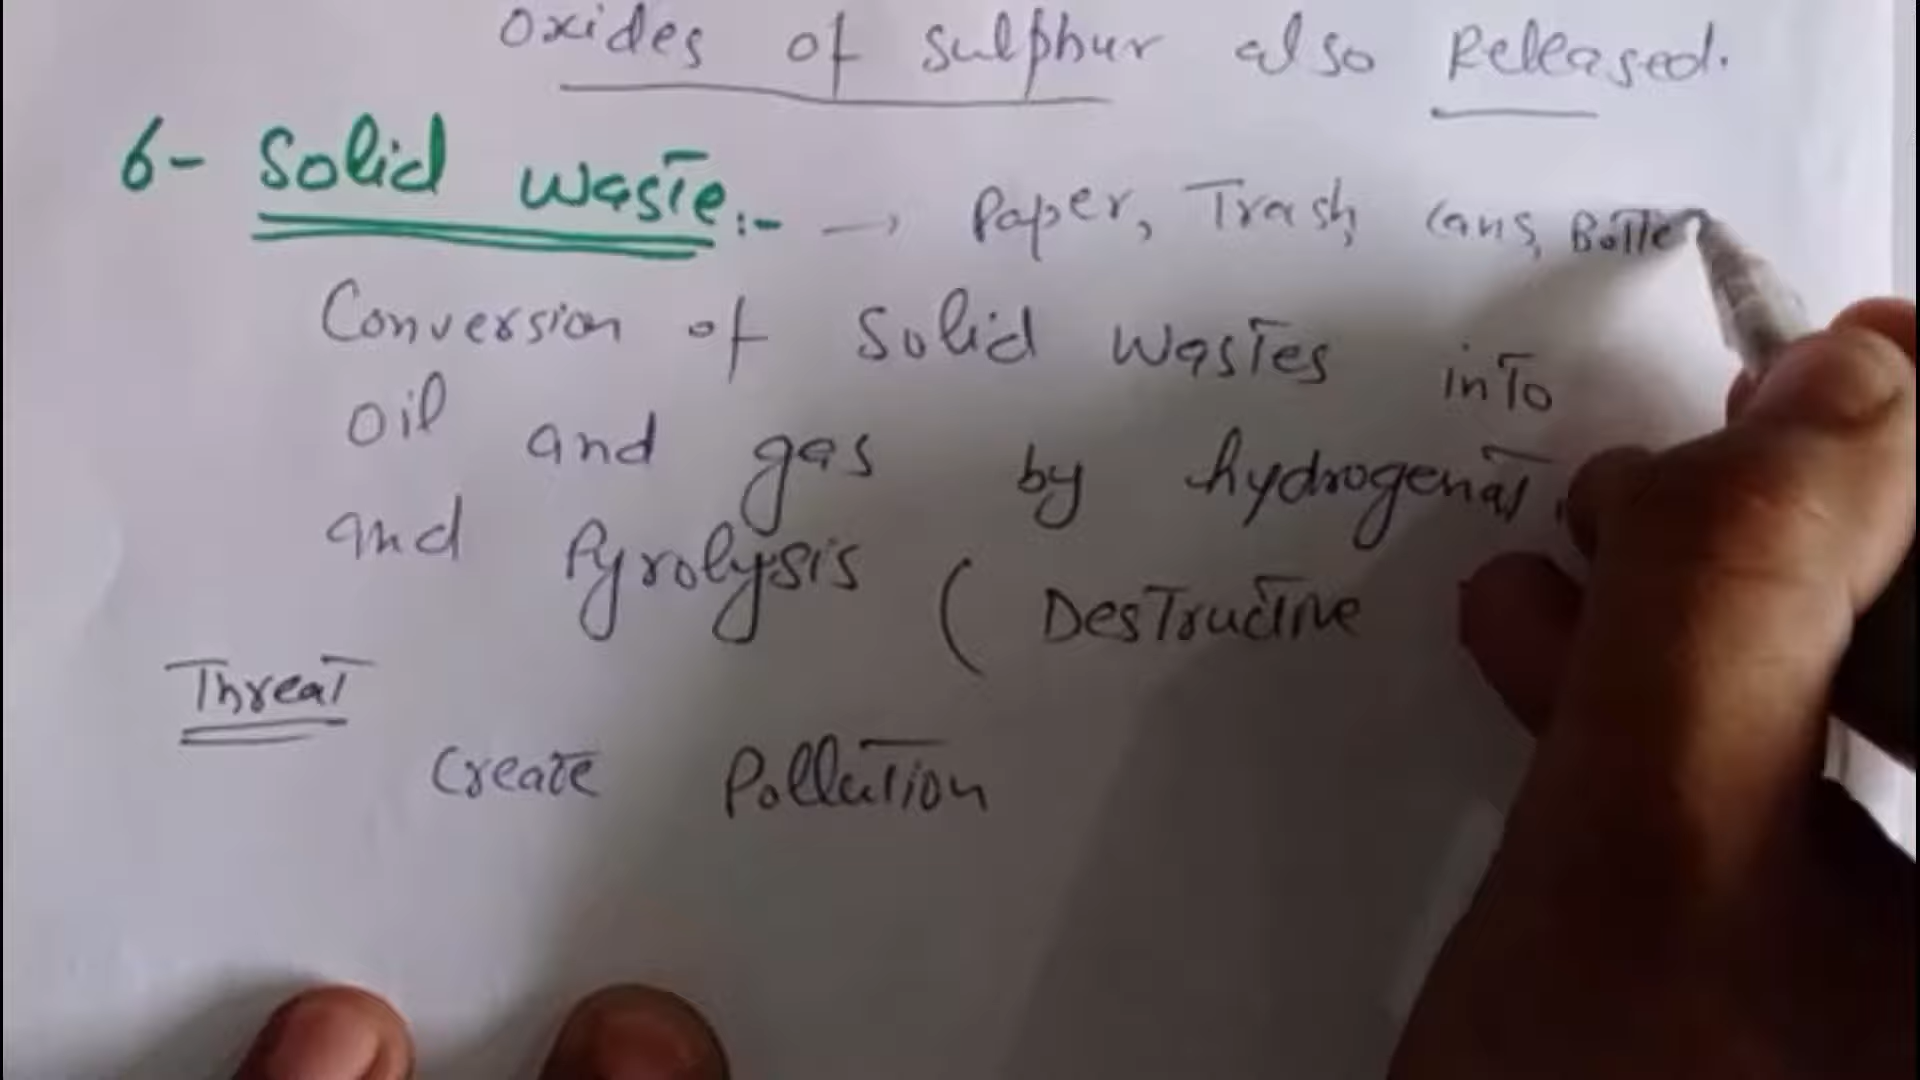 oxides of sulphur also Released.
6- Solid waste:- → Paper, Trash, Cans, Bottle
Conversion of Solid Wastes into
oil and gas by hydrogenat
and Pyrolysis ( Destructive
Threat
Create Pollution